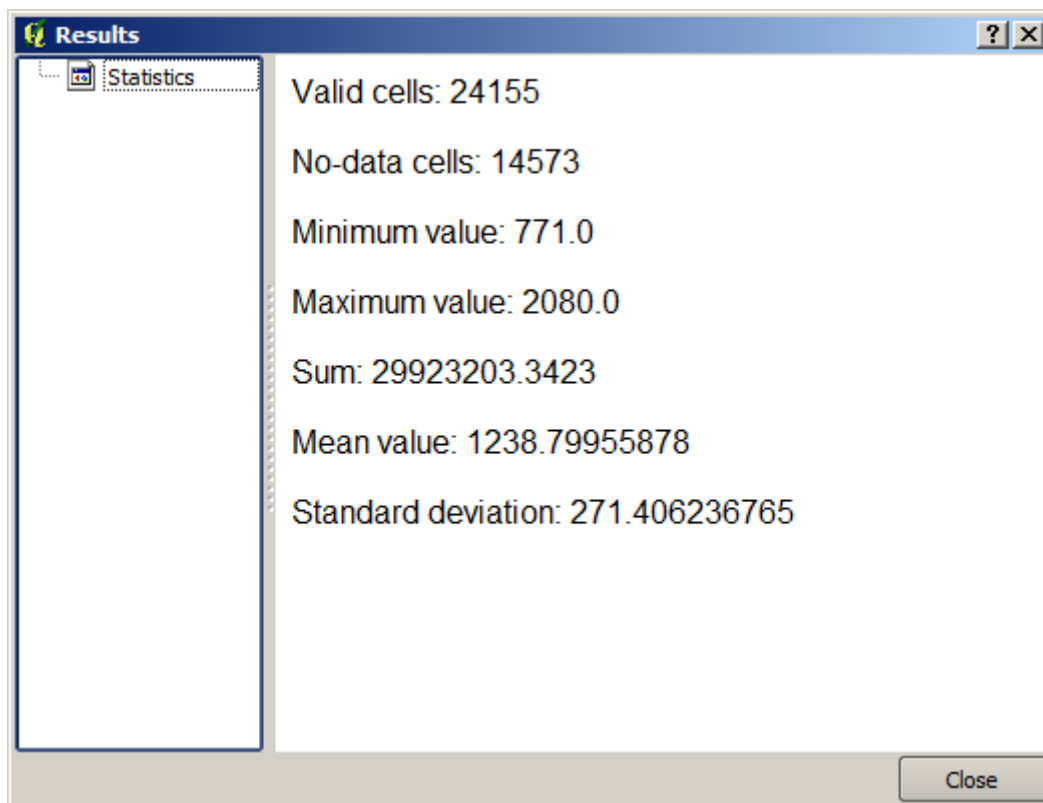 Results
Statistics
Valid cells: 24155
No-data cells: 14573
Minimum value: 771.0
Maximum value: 2080.0
Sum: 29923203.3423
Mean value: 1238.79955878
Standard deviation: 271.406236765
Close